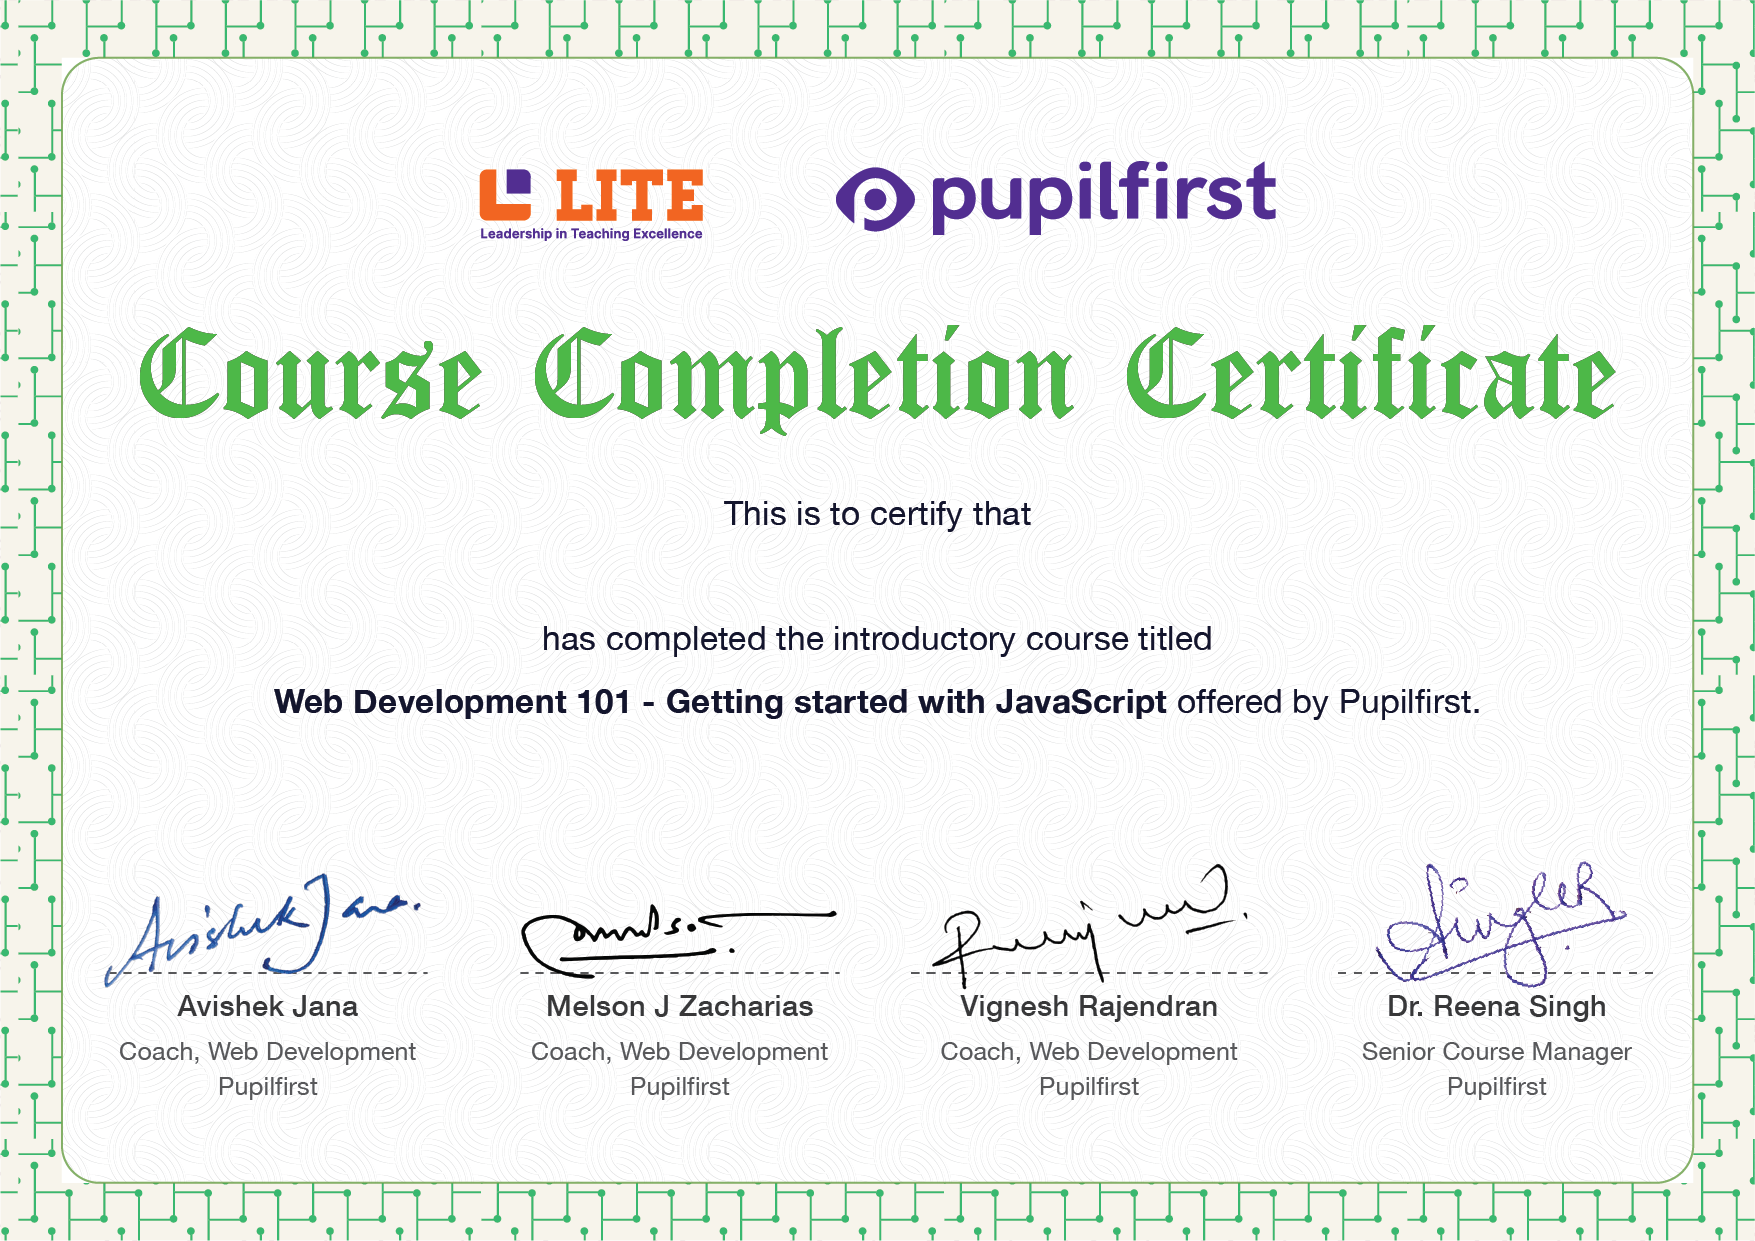 LITE
Leadership in Teaching Excellence
pupilfirst
Course Completion Certificate
This is to certify that
has completed the introductory course titled
Web Development 101 - Getting started with JavaScript offered by Pupilfirst.
Avishek Jana.
Avishek Jana
Coach, Web Development
Pupilfirst
Melson J Zacharias
Coach, Web Development
Pupilfirst
Vignesh Rajendran
Coach, Web Development
Pupilfirst
Dr. Reena Singh
Senior Course Manager
Pupilfirst